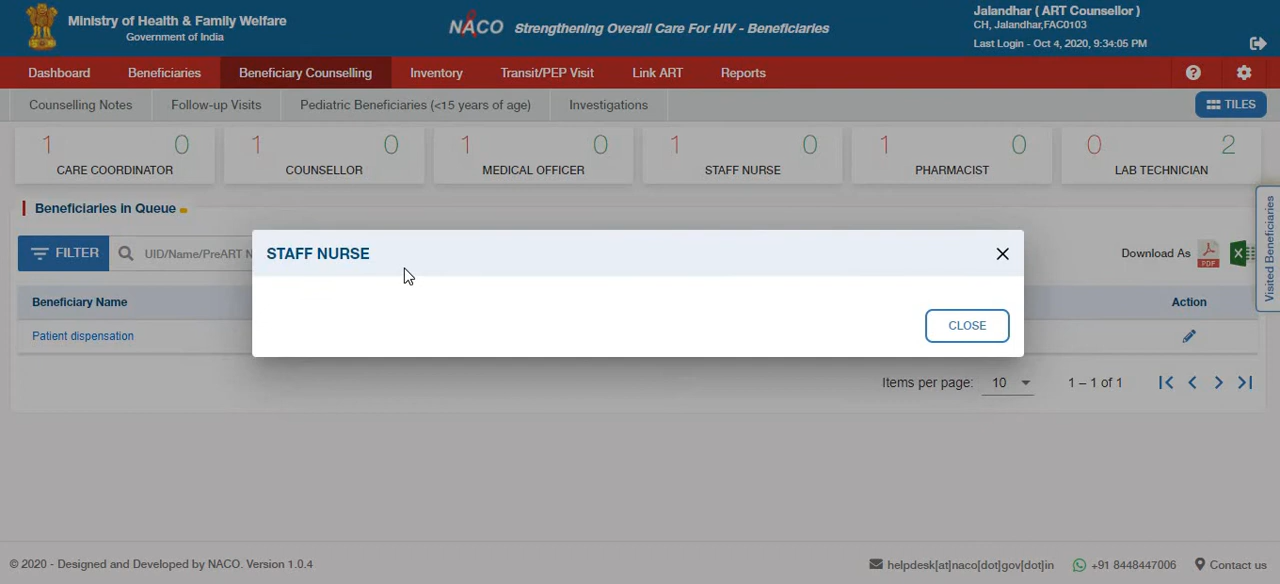 Ministry of Health & Family Welfare
Government of India
NACO Strengthening Overall Care For HIV - Beneficiaries
Jalandhar ( ART Counsellor )
CH, Jalandhar,FAC0103
Last Login - Oct 4, 2020, 9:34:05 PM
Dashboard Beneficiaries Beneficiary Counselling Inventory Transit/PEP Visit Link ART Reports
Counselling Notes Follow-up Visits Pediatric Beneficiaries (<15 years of age) Investigations TILES
1 0 1 0 1 0 1 0 1 0 0 2
CARE COORDINATOR COUNSELLOR MEDICAL OFFICER STAFF NURSE PHARMACIST LAB TECHNICIAN
Beneficiaries in Queue
Visited Beneficiaries
FILTER UID/Name/PreART N Download As PDF X
STAFF NURSE
Beneficiary Name Action
CLOSE
Patient dispensation
Items per page: 10 1 – 1 of 1
© 2020 - Designed and Developed by NACO. Version 1.0.4 helpdesk[at]naco[dot]gov[dot]in +91 8448447006 Contact us